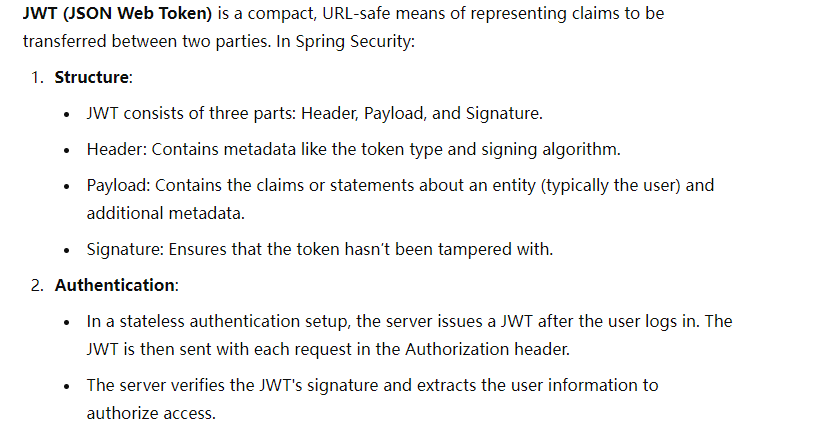 JWT (JSON Web Token) is a compact, URL-safe means of representing claims to be
transferred between two parties. In Spring Security:
1. Structure:
• JWT consists of three parts: Header, Payload, and Signature.
• Header: Contains metadata like the token type and signing algorithm.
• Payload: Contains the claims or statements about an entity (typically the user) and
additional metadata.
• Signature: Ensures that the token hasn’t been tampered with.
2. Authentication:
• In a stateless authentication setup, the server issues a JWT after the user logs in. The
JWT is then sent with each request in the Authorization header.
• The server verifies the JWT's signature and extracts the user information to
authorize access.